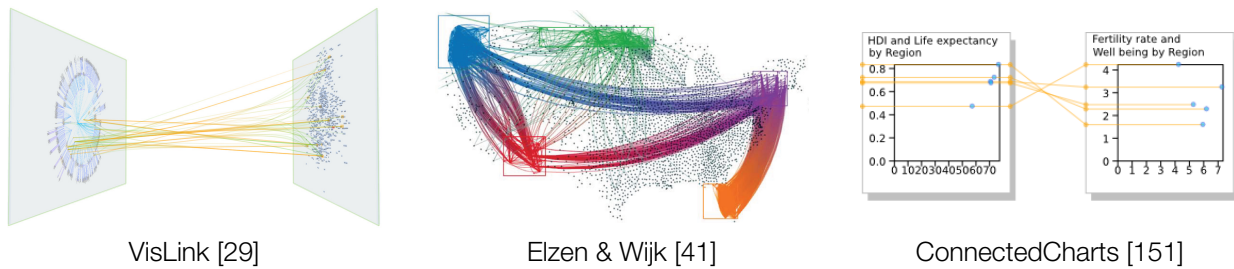 HDI and Life expectancy
by Region
0.8
0.6
0.4
0.2
0.0
0 10203040506070
Fertility rate and
Well being by Region
4
3
2
1
0
0 1 2 3 4 5 6 7
VisLink [29]
Elzen & Wijk [41]
ConnectedCharts [151]